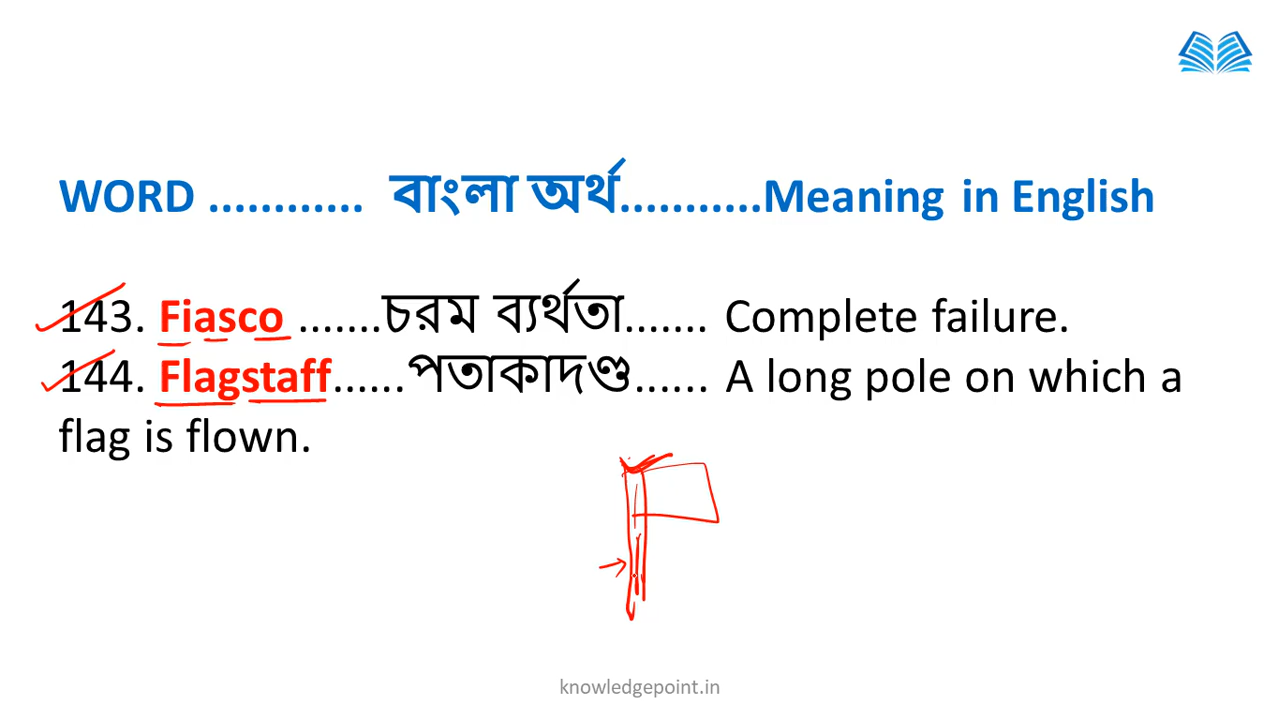 WORD ............ বাংলা অর্থ...........Meaning in English
143. Fiasco .......চরম ব্যর্থতা....... Complete failure.
144. Flagstaff......পতাকাদণ্ড...... A long pole on which a
flag is flown.
knowledgepoint.in